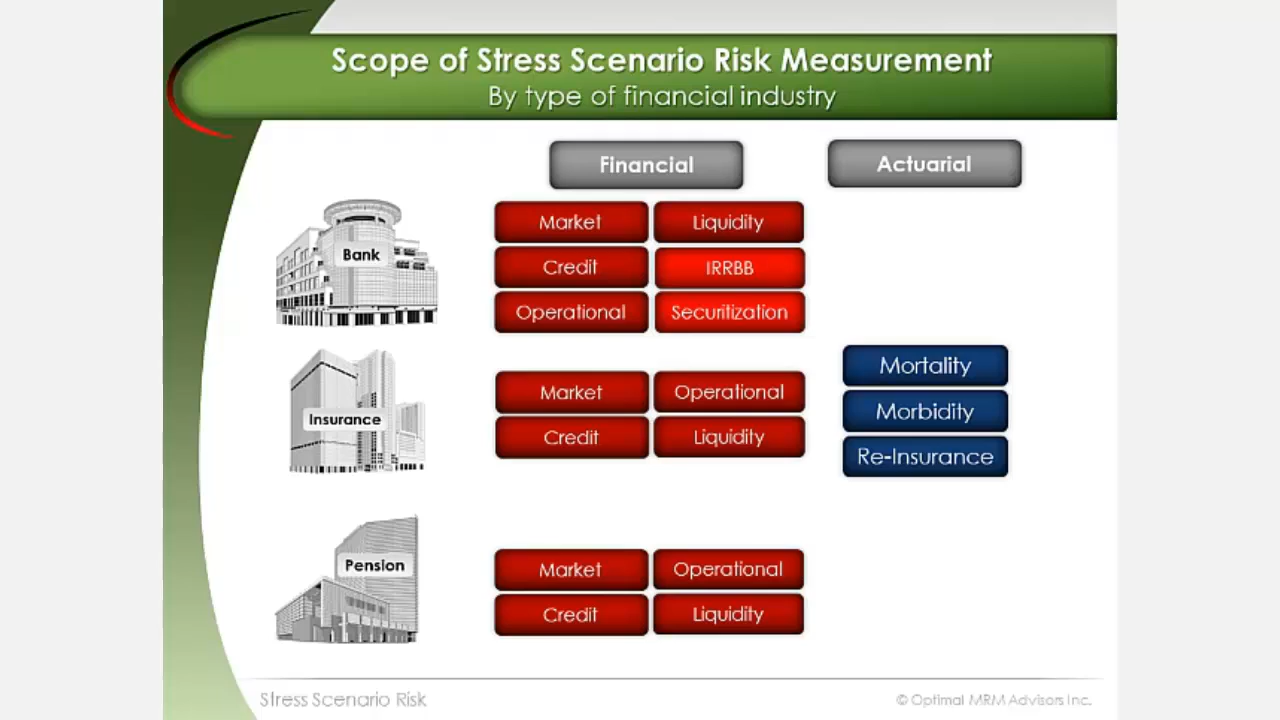 Scope of Stress Scenario Risk Measurement
By type of financial industry
Financial
Actuarial
Bank
Market
Liquidity
Credit
IRRBB
Operational
Securitization
Insurance
Market
Operational
Credit
Liquidity
Mortality
Morbidity
Re-Insurance
Pension
Market
Operational
Credit
Liquidity
Stress Scenario Risk
© Optimal MRM Advisors Inc.